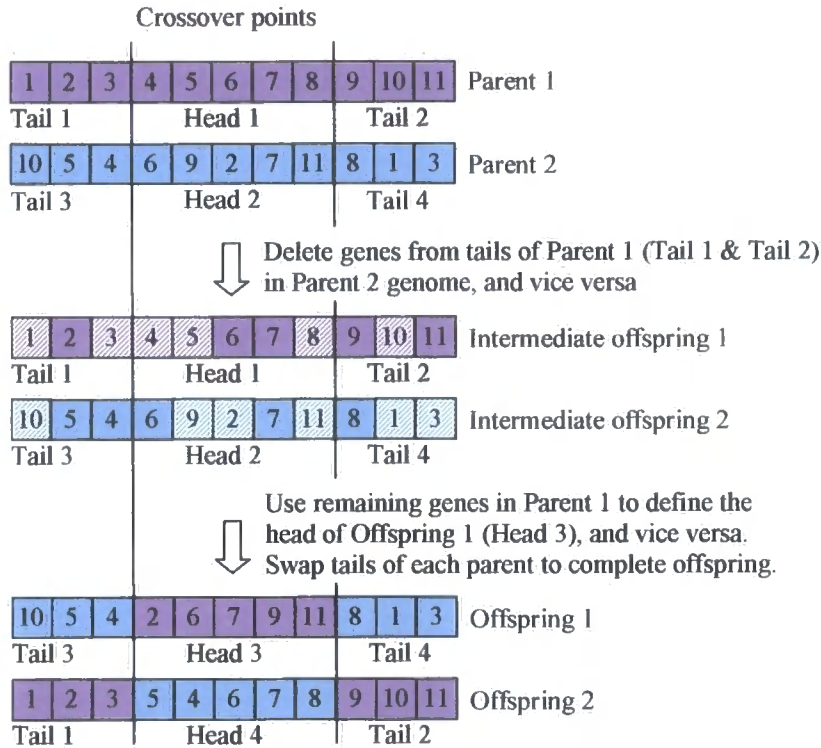 Crossover points
1 2 3 4 5 6 7 8 9 10 11 Parent 1
Tail 1 Head 1 Tail 2
10 5 4 6 9 2 7 11 8 1 3 Parent 2
Tail 3 Head 2 Tail 4
Delete genes from tails of Parent 1 (Tail 1 & Tail 2)
in Parent 2 genome, and vice versa
1 2 3 4 5 6 7 8 9 10 11 Intermediate offspring 1
Tail 1 Head 1 Tail 2
10 5 4 6 9 2 7 11 8 1 3 Intermediate offspring 2
Tail 3 Head 2 Tail 4
Use remaining genes in Parent 1 to define the
head of Offspring 1 (Head 3), and vice versa.
Swap tails of each parent to complete offspring.
10 5 4 2 6 7 9 11 8 1 3 Offspring 1
Tail 3 Head 3 Tail 4
1 2 3 5 4 6 7 8 9 10 11 Offspring 2
Tail 1 Head 4 Tail 2